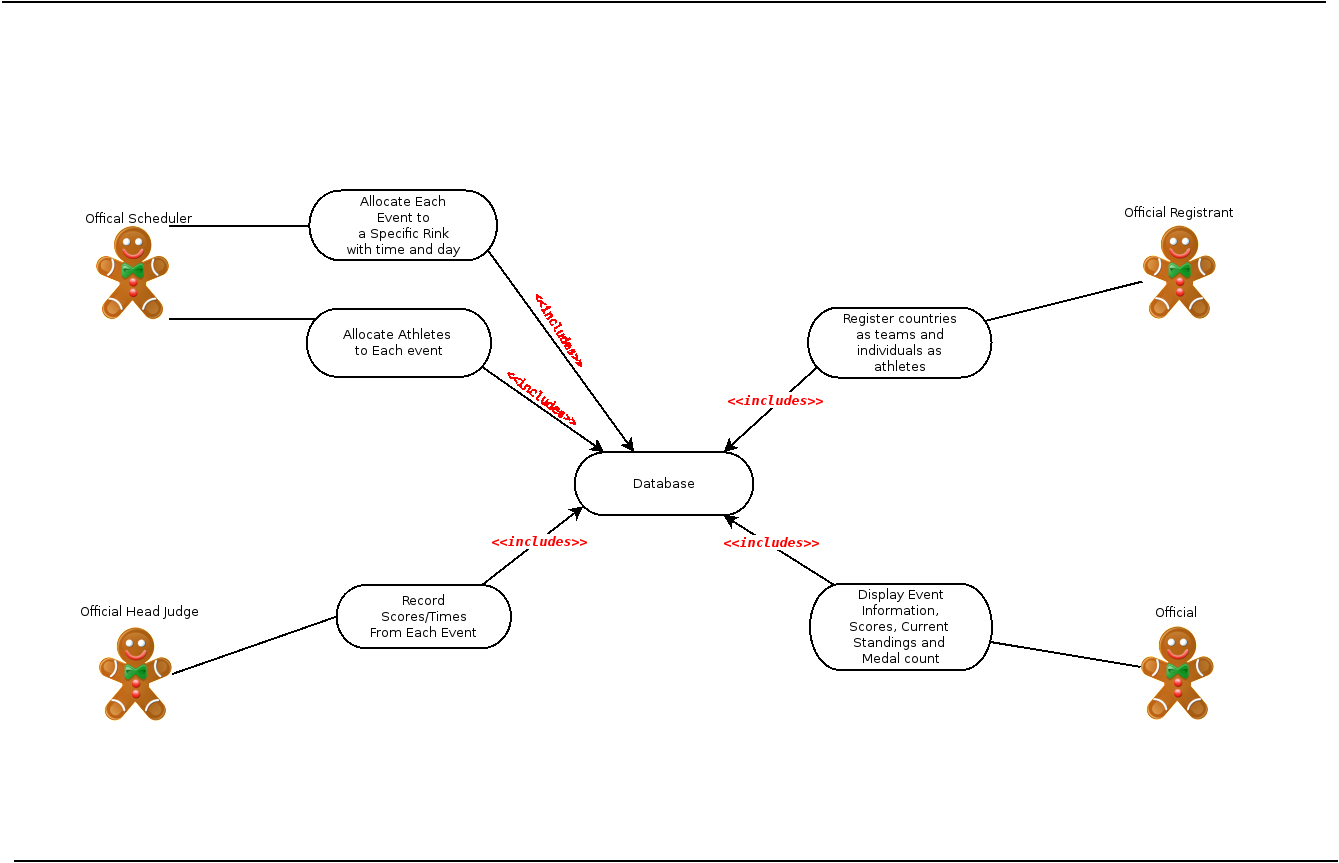 Offical Scheduler
Allocate Each
Event to
a Specific Rink
with time and day
<<includes>>
Allocate Athletes
to Each event
<<includes>>
Official Registrant
Register countries
as teams and
individuals as
athletes
<<includes>>
Database
Official Head Judge
Record
Scores/Times
From Each Event
<<includes>>
<<includes>>
Display Event
Information,
Scores, Current
Standings and
Medal count
Official